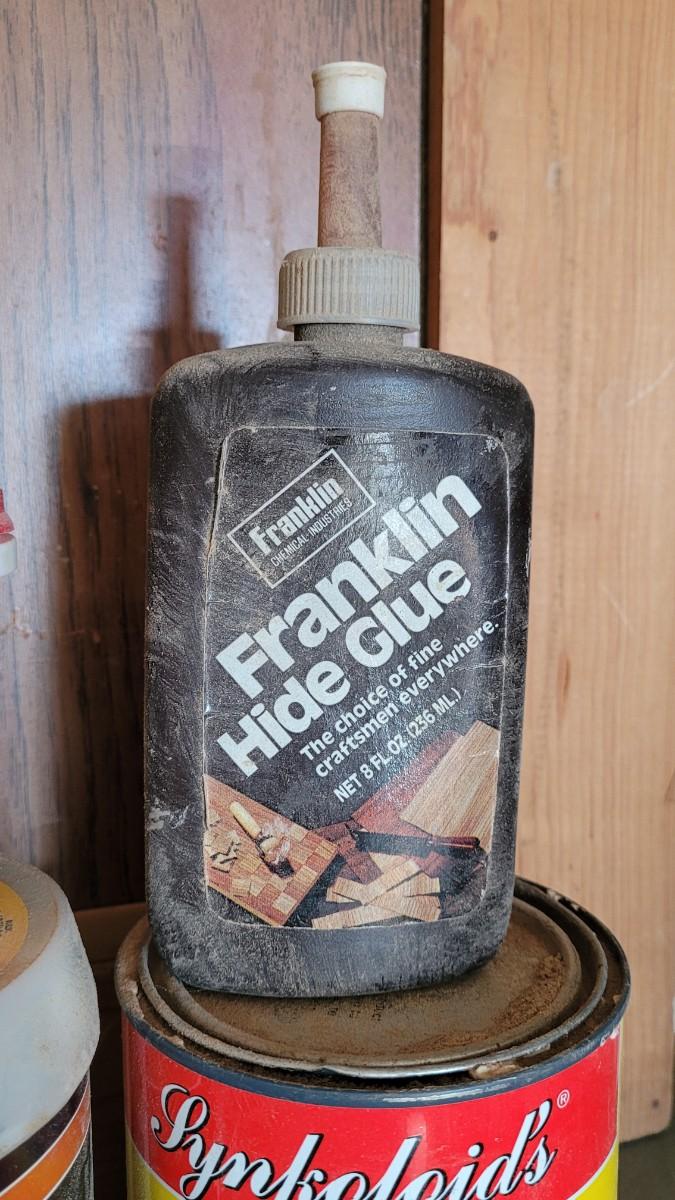 Franklin
CHEMICAL INDUSTRIES
Franklin
Hide Glue
The choice of fine
craftsmen everywhere.
NET 8 FL. OZ. (236 ML.)
Synkoloid's®